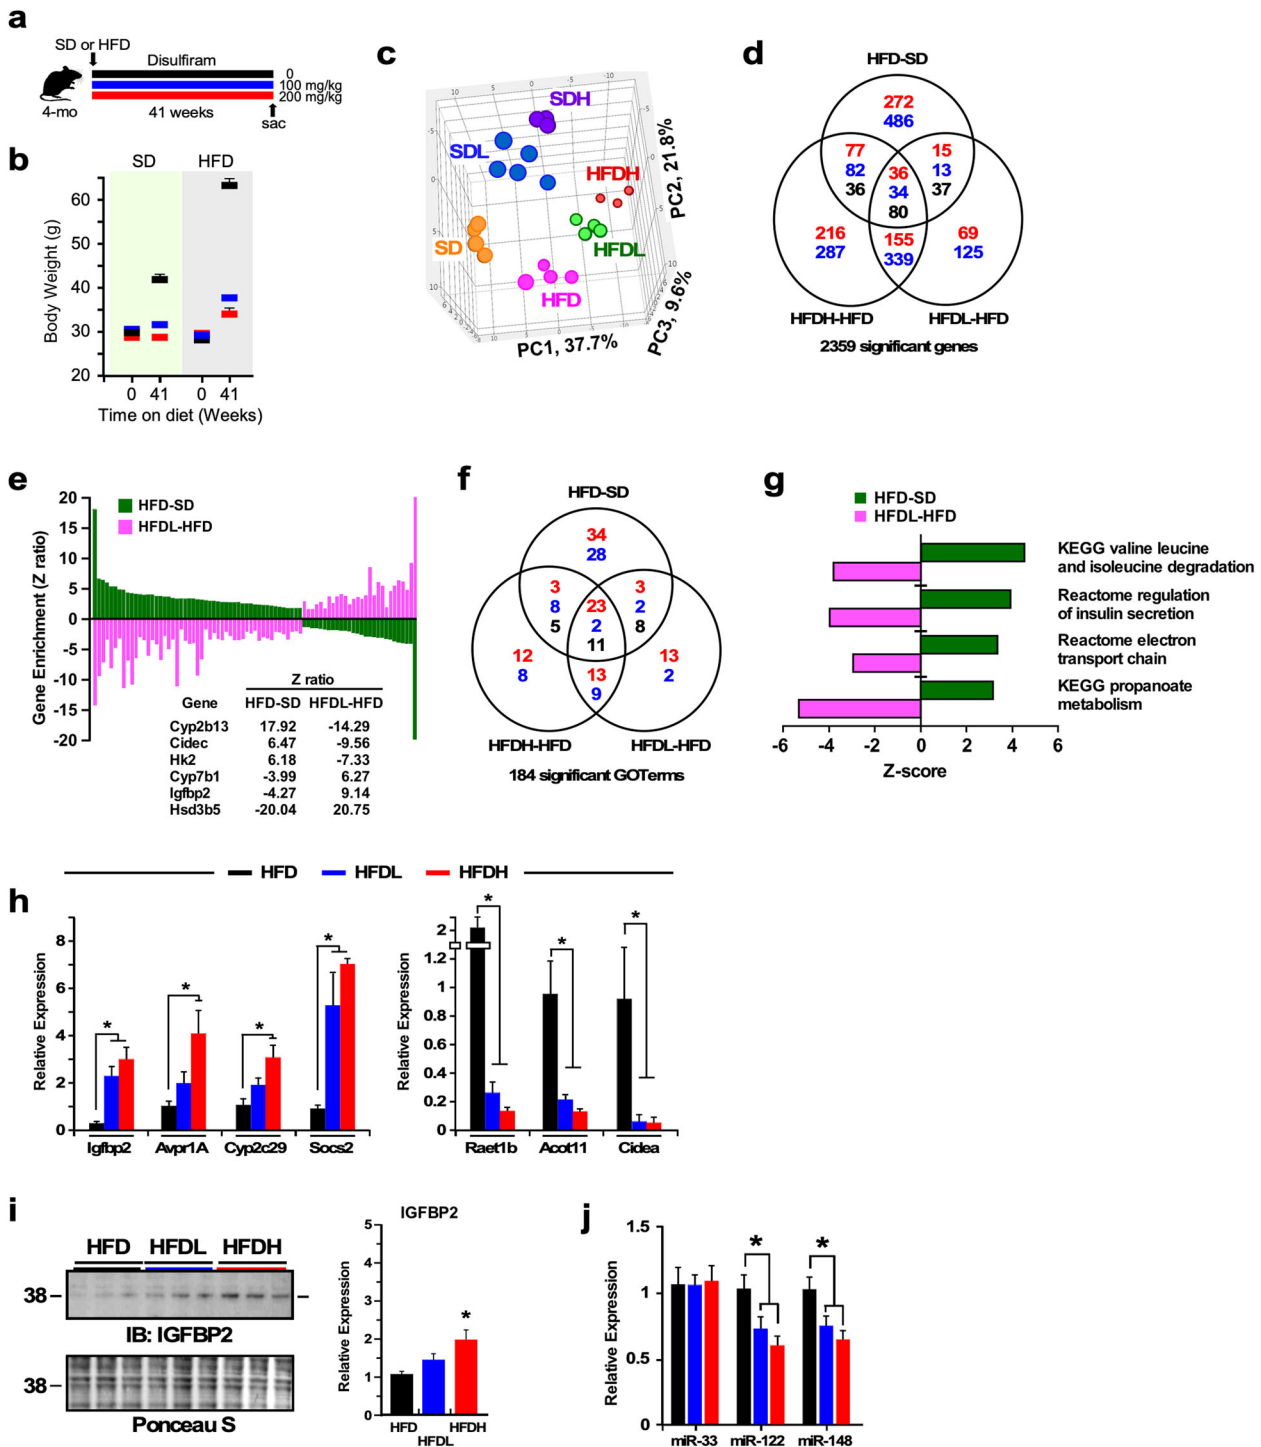 a
SD or HFD
Disulfiram
0
100 mg/kg
200 mg/kg
4-mo
41 weeks
sac
b
SD
HFD
60
50
40
30
20
Body Weight (g)
0
41
0
41
Time on diet (Weeks)
c
SDH
SDL
HFDH
SD
HFDL
HFD
PC1, 37.7%
PC2, 21.8%
PC3, 9.6%
d
HFD-SD
272
486
77
82
36
15
13
37
36
34
80
216
287
155
339
69
125
HFDH-HFD
HFDL-HFD
2359 significant genes
e
HFD-SD
HFDL-HFD
20
15
10
5
0
-5
-10
-15
-20
Gene Enrichment (Z ratio)
Z ratio
Gene HFD-SD HFDL-HFD
Cyp2b13 17.92 -14.29
Cidec 6.47 -9.56
Hk2 6.18 -7.33
Cyp7b1 -3.99 6.27
Igfbp2 -4.27 9.14
Hsd3b5 -20.04 20.75
f
HFD-SD
34
28
3
8
5
3
2
8
23
2
11
12
8
13
9
13
2
HFDH-HFD
HFDL-HFD
184 significant GOTerms
g
HFD-SD
HFDL-HFD
KEGG valine leucine
and isoleucine degradation
Reactome regulation
of insulin secretion
Reactome electron
transport chain
KEGG propanoate
metabolism
-6 -4 -2 0 2 4 6
Z-score
HFD HFDL HFDH
h
8
6
4
2
0
Relative Expression
*
*
*
*
Igfbp2 Avpr1A Cyp2c29 Socs2
2
1.2
1
0.8
0.6
0.4
0.2
0
Relative Expression
*
*
*
Raet1b Acot11 Cidea
i
HFD HFDL HFDH
38
IB: IGFBP2
38
Ponceau S
IGFBP2
5
4
3
2
1
0
Relative Expression
*
HFD HFDH
HFDL
j
1.5
1
0.5
0
Relative Expression
*
*
miR-33 miR-122 miR-148